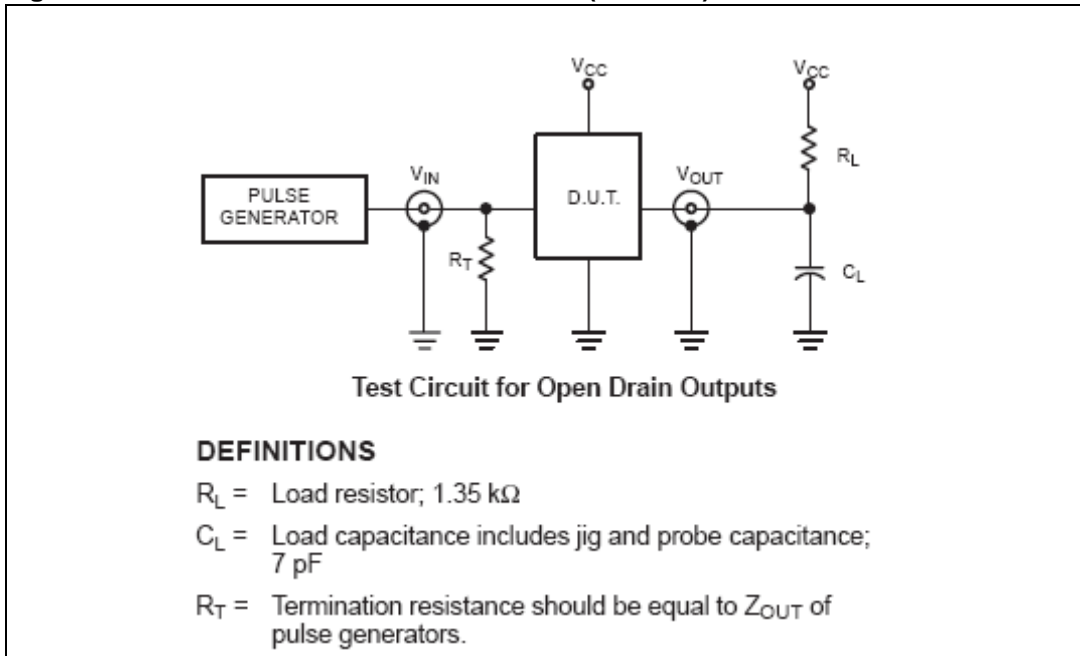 VCC
VCC
RL
VIN
VOUT
PULSE
GENERATOR
D.U.T.
RT
CL
Test Circuit for Open Drain Outputs
DEFINITIONS
RL = Load resistor; 1.35 kΩ
CL = Load capacitance includes jig and probe capacitance;
7 pF
RT = Termination resistance should be equal to ZOUT of
pulse generators.